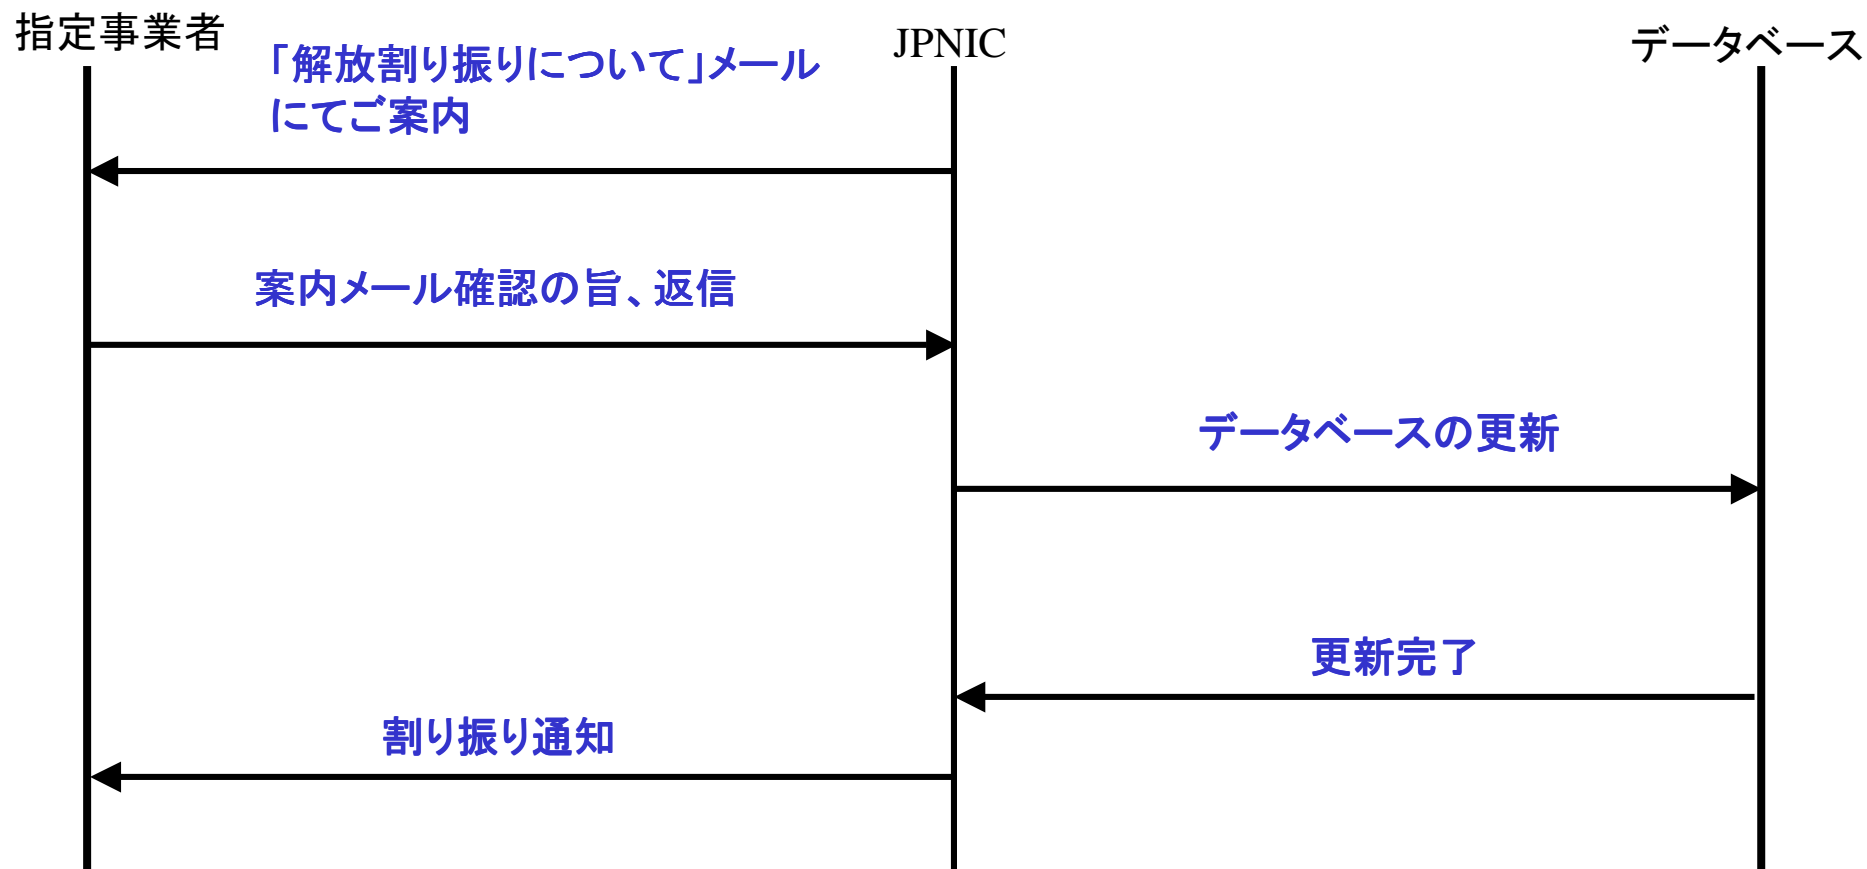 指定事業者
JPNIC
データベース
「解放割り振りについて」メール
にてご案内
案内メール確認の旨、返信
データベースの更新
更新完了
割り振り通知